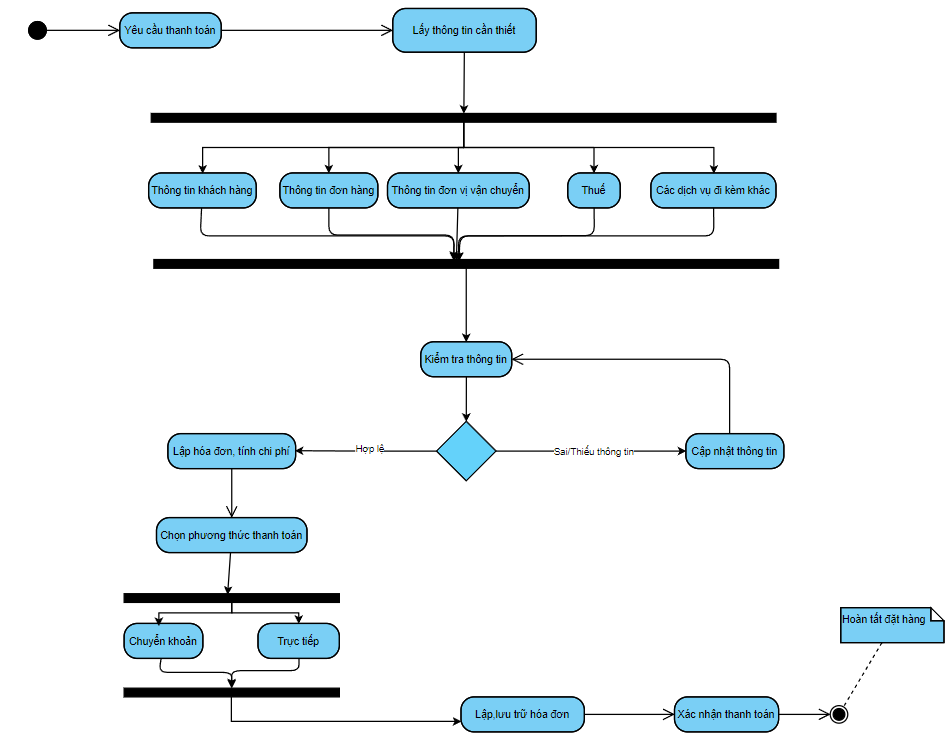 Yêu cầu thanh toán
Lấy thông tin cần thiết
Thông tin khách hàng
Thông tin đơn hàng
Thông tin đơn vị vận chuyển
Thuế
Các dịch vụ đi kèm khác
Kiểm tra thông tin
Lập hóa đơn, tính chi phí
Hợp lệ
Sai/Thiếu thông tin
Cập nhật thông tin
Chọn phương thức thanh toán
Chuyển khoản
Trực tiếp
Hoàn tất đặt hàng
Lập,lưu trữ hóa đơn
Xác nhận thanh toán